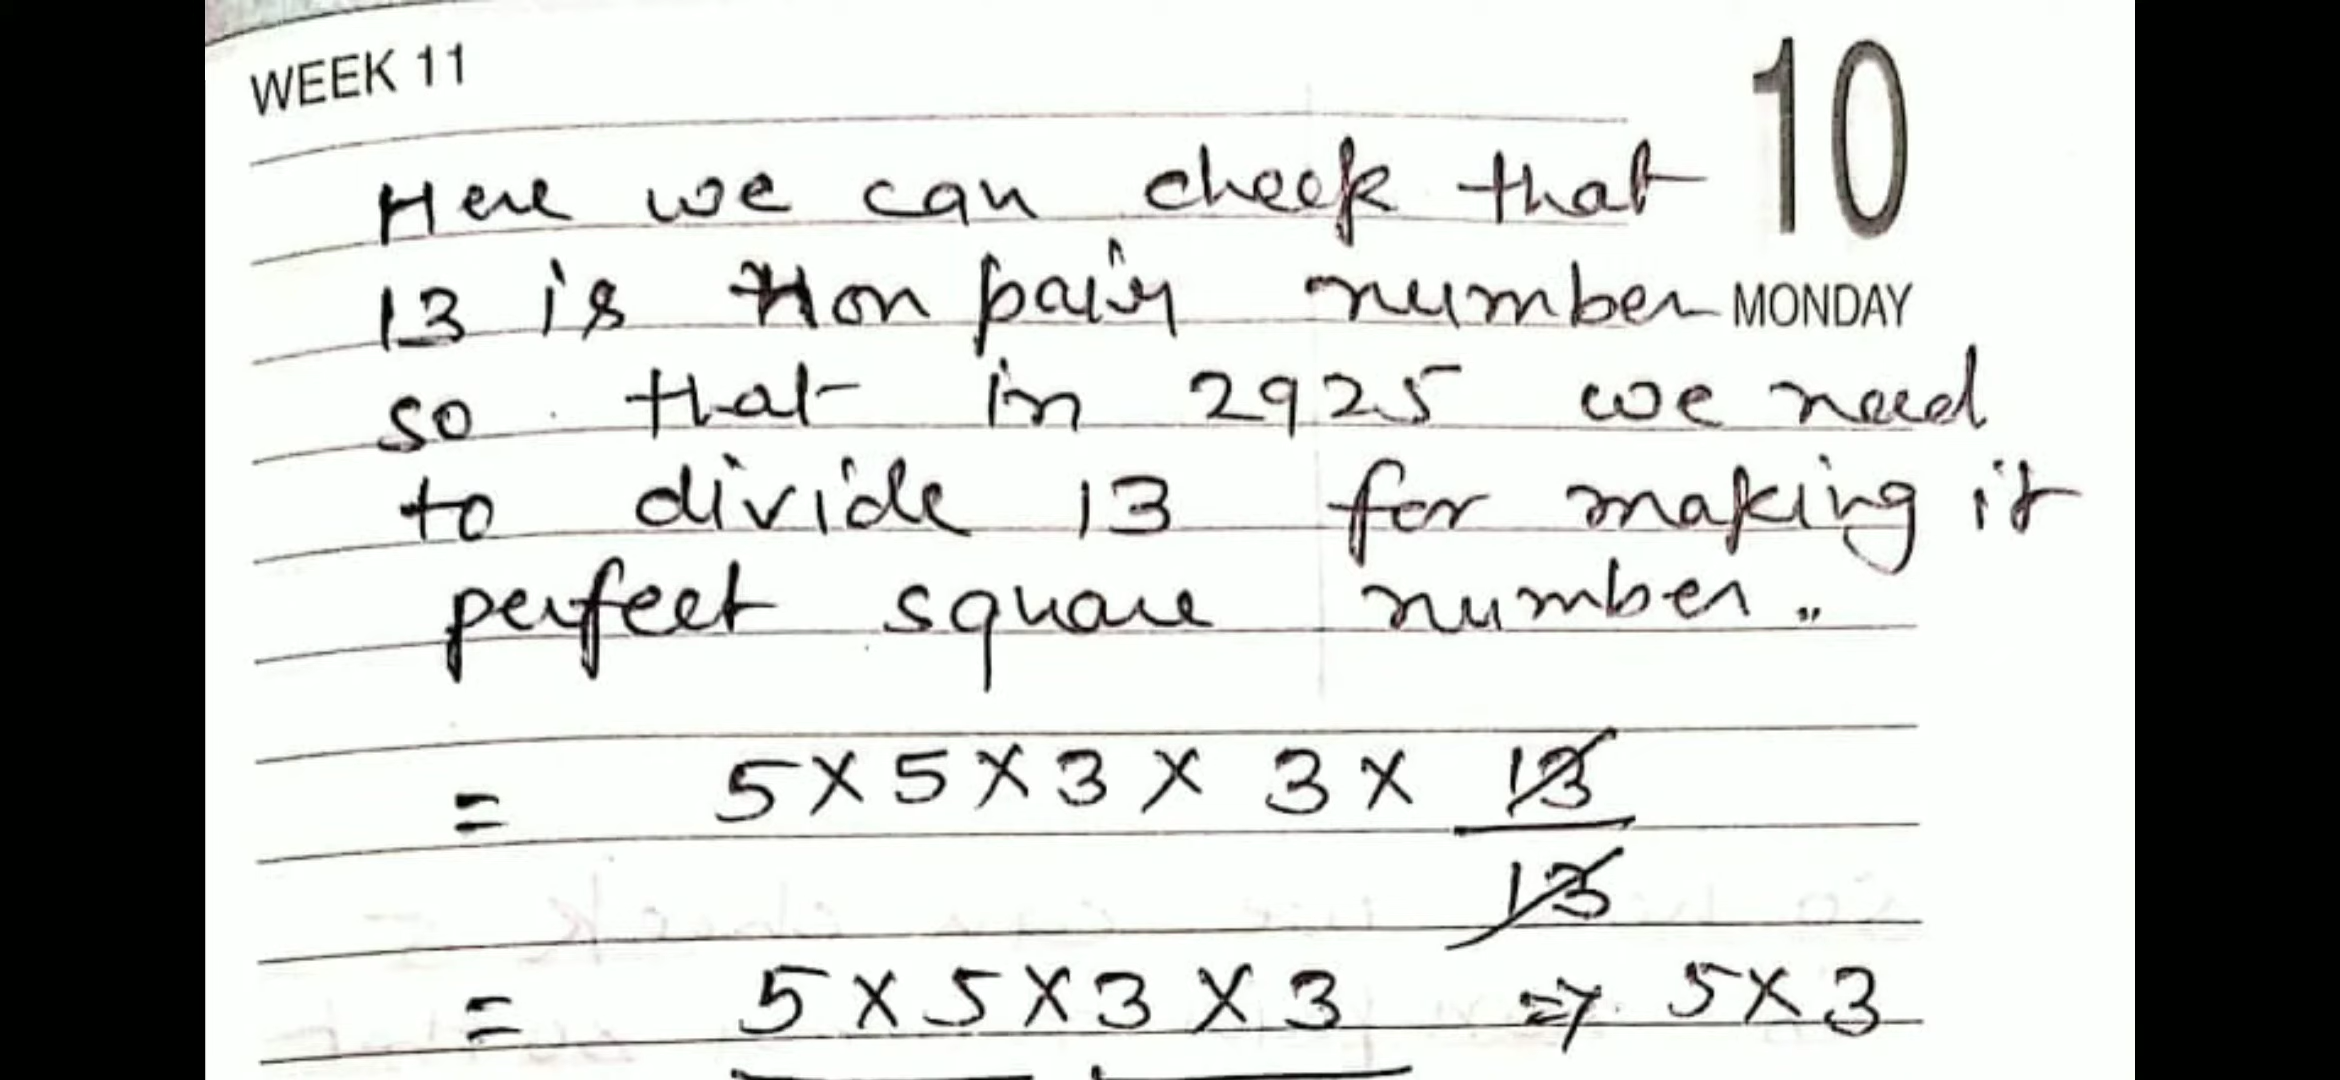 WEEK 11
10
Here we can check that
MONDAY
13 is non pair number
so that in 2925 we need
to divide 13 for making it
perfect square number.
= 5 × 5 × 3 × 3 × 13
13
= 5 × 5 × 3 × 3 ⇒ 5 × 3